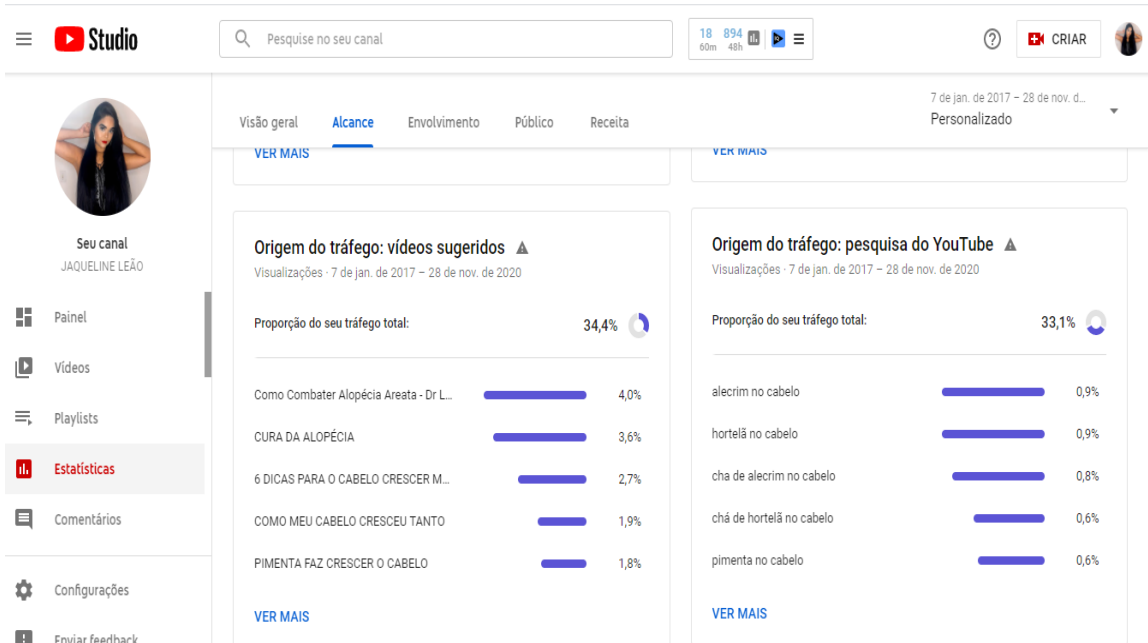 Studio
Pesquise no seu canal
18 894
60m 48h
CRIAR
Seu canal
JAQUELINE LEÃO
Painel
Vídeos
Playlists
Estatísticas
Comentários
Configurações
Enviar feedback
Visão geral Alcance Envolvimento Público Receita
7 de jan. de 2017 – 28 de nov. d...
Personalizado
VER MAIS
VER MAIS
Origem do tráfego: vídeos sugeridos
Visualizações · 7 de jan. de 2017 – 28 de nov. de 2020
Proporção do seu tráfego total: 34,4%
Como Combater Alopécia Areata - Dr L... 4,0%
CURA DA ALOPÉCIA 3,6%
6 DICAS PARA O CABELO CRESCER M... 2,7%
COMO MEU CABELO CRESCEU TANTO 1,9%
PIMENTA FAZ CRESCER O CABELO 1,8%
VER MAIS
Origem do tráfego: pesquisa do YouTube
Visualizações · 7 de jan. de 2017 – 28 de nov. de 2020
Proporção do seu tráfego total: 33,1%
alecrim no cabelo 0,9%
hortelã no cabelo 0,9%
cha de alecrim no cabelo 0,8%
chá de hortelã no cabelo 0,6%
pimenta no cabelo 0,6%
VER MAIS